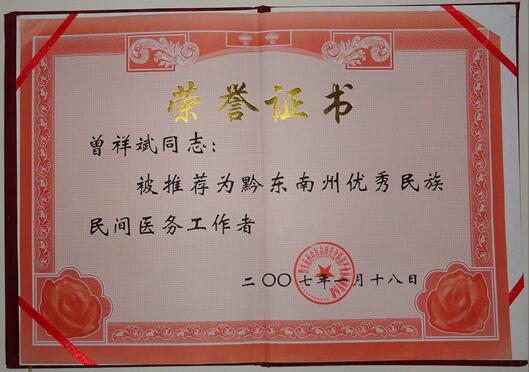 荣誉证书
曾祥斌同志:
被推荐为黔东南州优秀民族
民间医务工作者
二〇〇七年 月十八日